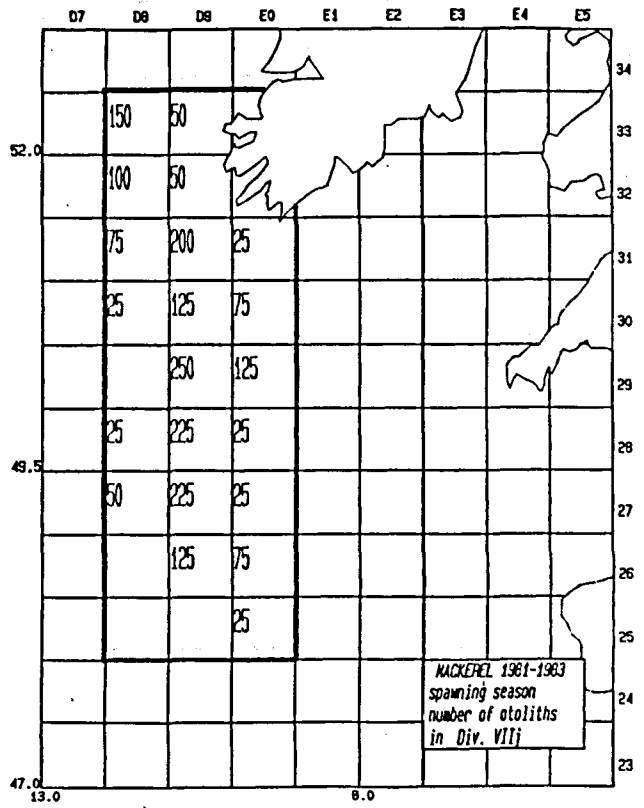 D7 D8 D9 E0 E1 E2 E3 E4 E5
34
150 50 33
52.0
100 50 32
75 200 25 31
25 125 75 30
250 125 29
25 225 25 28
49.5
50 225 25 27
125 75 26
25 25
MACKEREL 1981-1983
spawning season 24
number of otoliths
in Div. VIIj
23
47.0
13.0 8.0